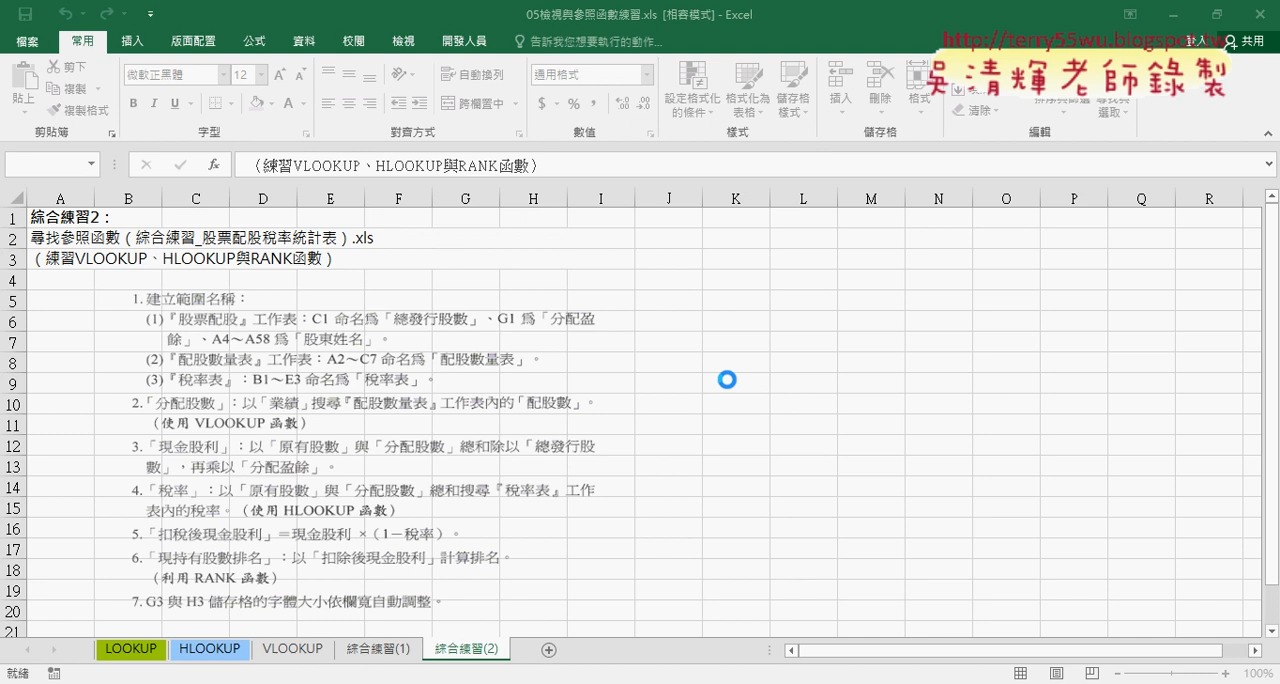 05檢視與參照函數練習.xls [相容模式] - Excel
檔案 常用 插入 版面配置 公式 資料 校閱 檢視 開發人員 告訴我您想要執行的動作... 登入 共用
http://terry55wu.blogspot.tw
吳清輝老師錄製
貼上 剪下 複製 複製格式 剪貼簿
微軟正黑體 12 B I U 字型
自動換列 跨欄置中 對齊方式
通用格式 $ % 數值
設定格式化的條件 格式化為表格 儲存格樣式 樣式
插入 刪除 格式 儲存格
清除 編輯
（練習VLOOKUP、HLOOKUP與RANK函數）
A B C D E F G H I J K L M N O P Q R
1 綜合練習2：
2 尋找參照函數（綜合練習_股票配股稅率統計表）.xls
3 （練習VLOOKUP、HLOOKUP與RANK函數）
4
5
6
7
8
9
10
11
12
13
14
15
16
17
18
19
20
21
1. 建立範圍名稱：
(1)『股票配股』工作表：C1 命名為「總發行股數」、G1 為「分配盈
餘」、A4～A58 為「股東姓名」。
(2)『配股數量表』工作表：A2～C7 命名為「配股數量表」。
(3)『稅率表』：B1～E3 命名為「稅率表」。
2.「分配股數」：以「業績」搜尋『配股數量表』工作表內的「配股數」。
（使用 VLOOKUP 函數）
3.「現金股利」：以「原有股數」與「分配股數」總和除以「總發行股
數」，再乘以「分配盈餘」。
4.「稅率」：以「原有股數」與「分配股數」總和搜尋『稅率表』工作
表內的稅率。（使用 HLOOKUP 函數）
5.「扣稅後現金股利」＝現金股利 ×（1－稅率）。
6.「現持有股數排名」：以「扣除後現金股利」計算排名。
（利用 RANK 函數）
7. G3 與 H3 儲存格的字體大小依欄寬自動調整。
LOOKUP HLOOKUP VLOOKUP 綜合練習(1) 綜合練習(2)
就緒 100%